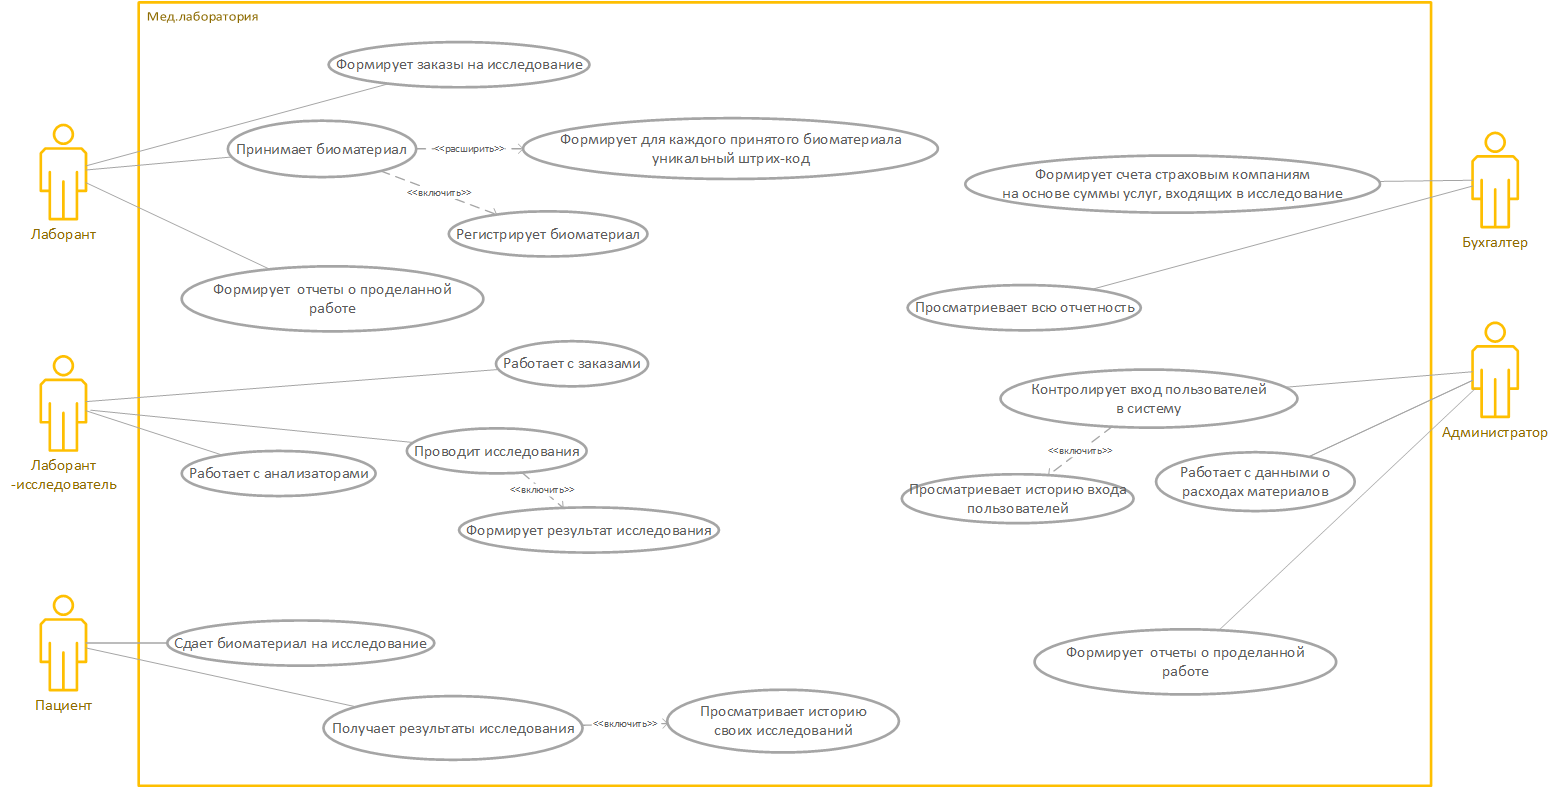 Мед.лаборатория
Формирует заказы на исследование
Принимает биоматериал
<<расширить>>
Формирует для каждого принятого биоматериала
уникальный штрих-код
<<включить>>
Регистрирует биоматериал
Лаборант
Формирует отчеты о проделанной
работе
Формирует счета страховым компаниям
на основе суммы услуг, входящих в исследование
Бухгалтер
Просматриевает всю отчетность
Работает с заказами
Проводит исследования
Работает с анализаторами
<<включить>>
Формирует результат исследования
Лаборант
-исследователь
Контролирует вход пользователей
в систему
Администратор
<<включить>>
Просматриевает историю входа
пользователей
Работает с данными о
расходах материалов
Сдает биоматериал на исследование
Формирует отчеты о проделанной
работе
Пациент
Получает результаты исследования
<<включить>>
Просматривает историю
своих исследований